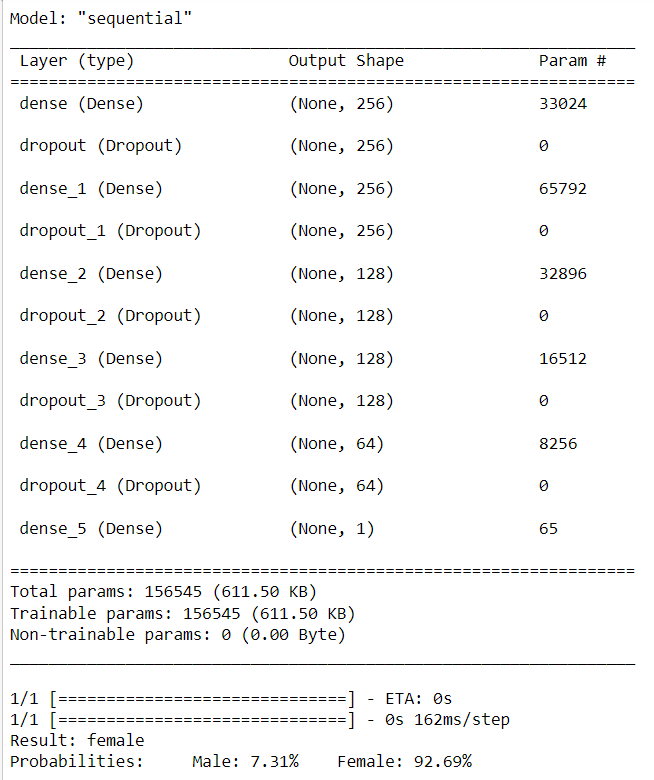 Model: "sequential"
_________________________________________________________________
Layer (type) Output Shape Param #
=================================================================
dense (Dense) (None, 256) 33024
dropout (Dropout) (None, 256) 0
dense_1 (Dense) (None, 256) 65792
dropout_1 (Dropout) (None, 256) 0
dense_2 (Dense) (None, 128) 32896
dropout_2 (Dropout) (None, 128) 0
dense_3 (Dense) (None, 128) 16512
dropout_3 (Dropout) (None, 128) 0
dense_4 (Dense) (None, 64) 8256
dropout_4 (Dropout) (None, 64) 0
dense_5 (Dense) (None, 1) 65
=================================================================
Total params: 156545 (611.50 KB)
Trainable params: 156545 (611.50 KB)
Non-trainable params: 0 (0.00 Byte)
_________________________________________________________________
1/1 [==============================] - ETA: 0s
1/1 [==============================] - 0s 162ms/step
Result: female
Probabilities: Male: 7.31% Female: 92.69%